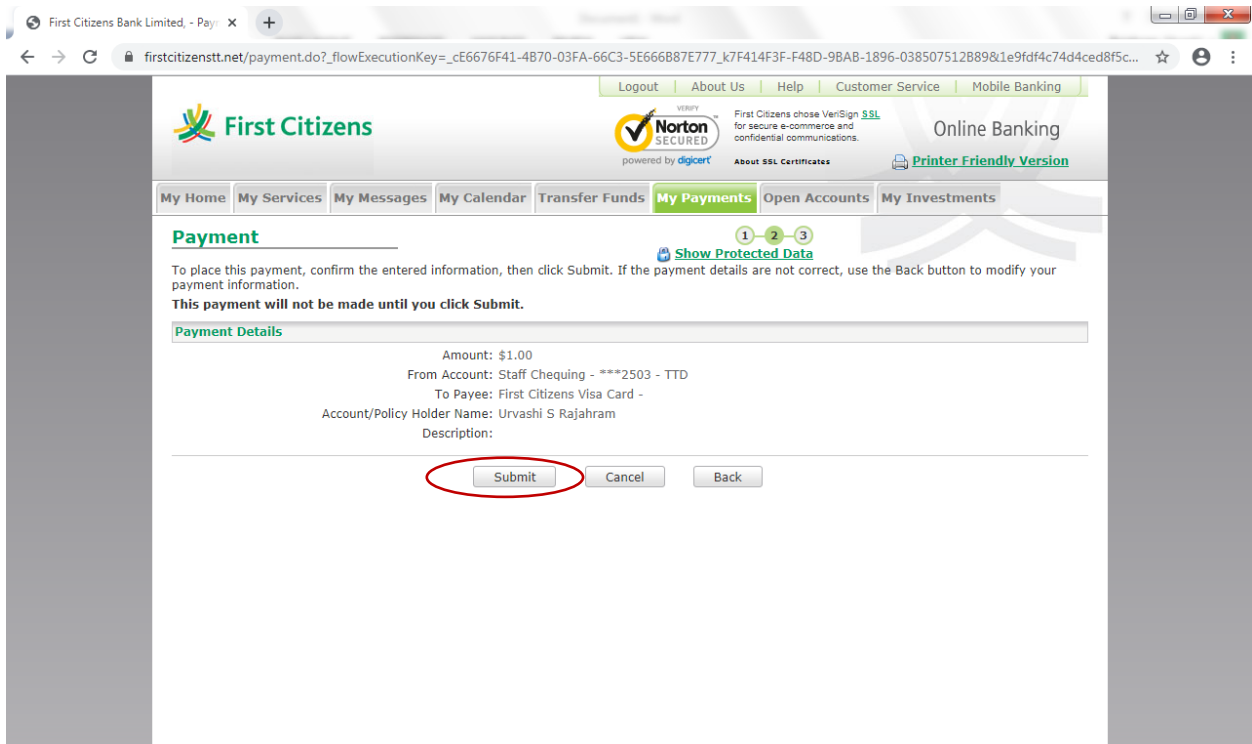 First Citizens Bank Limited, - Payr
firstcitizenstt.net/payment.do?_flowExecutionKey=_cE6676F41-4B70-03FA-66C3-5E666B87E777_k7F414F3F-F48D-9BAB-1896-038507512B89&1e9fdf4c74d4ced8f5c...
Logout | About Us | Help | Customer Service | Mobile Banking
First Citizens
VERIFY
Norton
SECURED
powered by digicert
First Citizens chose VeriSign SSL
for secure e-commerce and
confidential communications.
About SSL Certificates
Online Banking
Printer Friendly Version
My Home My Services My Messages My Calendar Transfer Funds My Payments Open Accounts My Investments
Payment
1 2 3
Show Protected Data
To place this payment, confirm the entered information, then click Submit. If the payment details are not correct, use the Back button to modify your
payment information.
This payment will not be made until you click Submit.
Payment Details
Amount: $1.00
From Account: Staff Chequing - ***2503 - TTD
To Payee: First Citizens Visa Card -
Account/Policy Holder Name: Urvashi S Rajahram
Description:
Submit Cancel Back